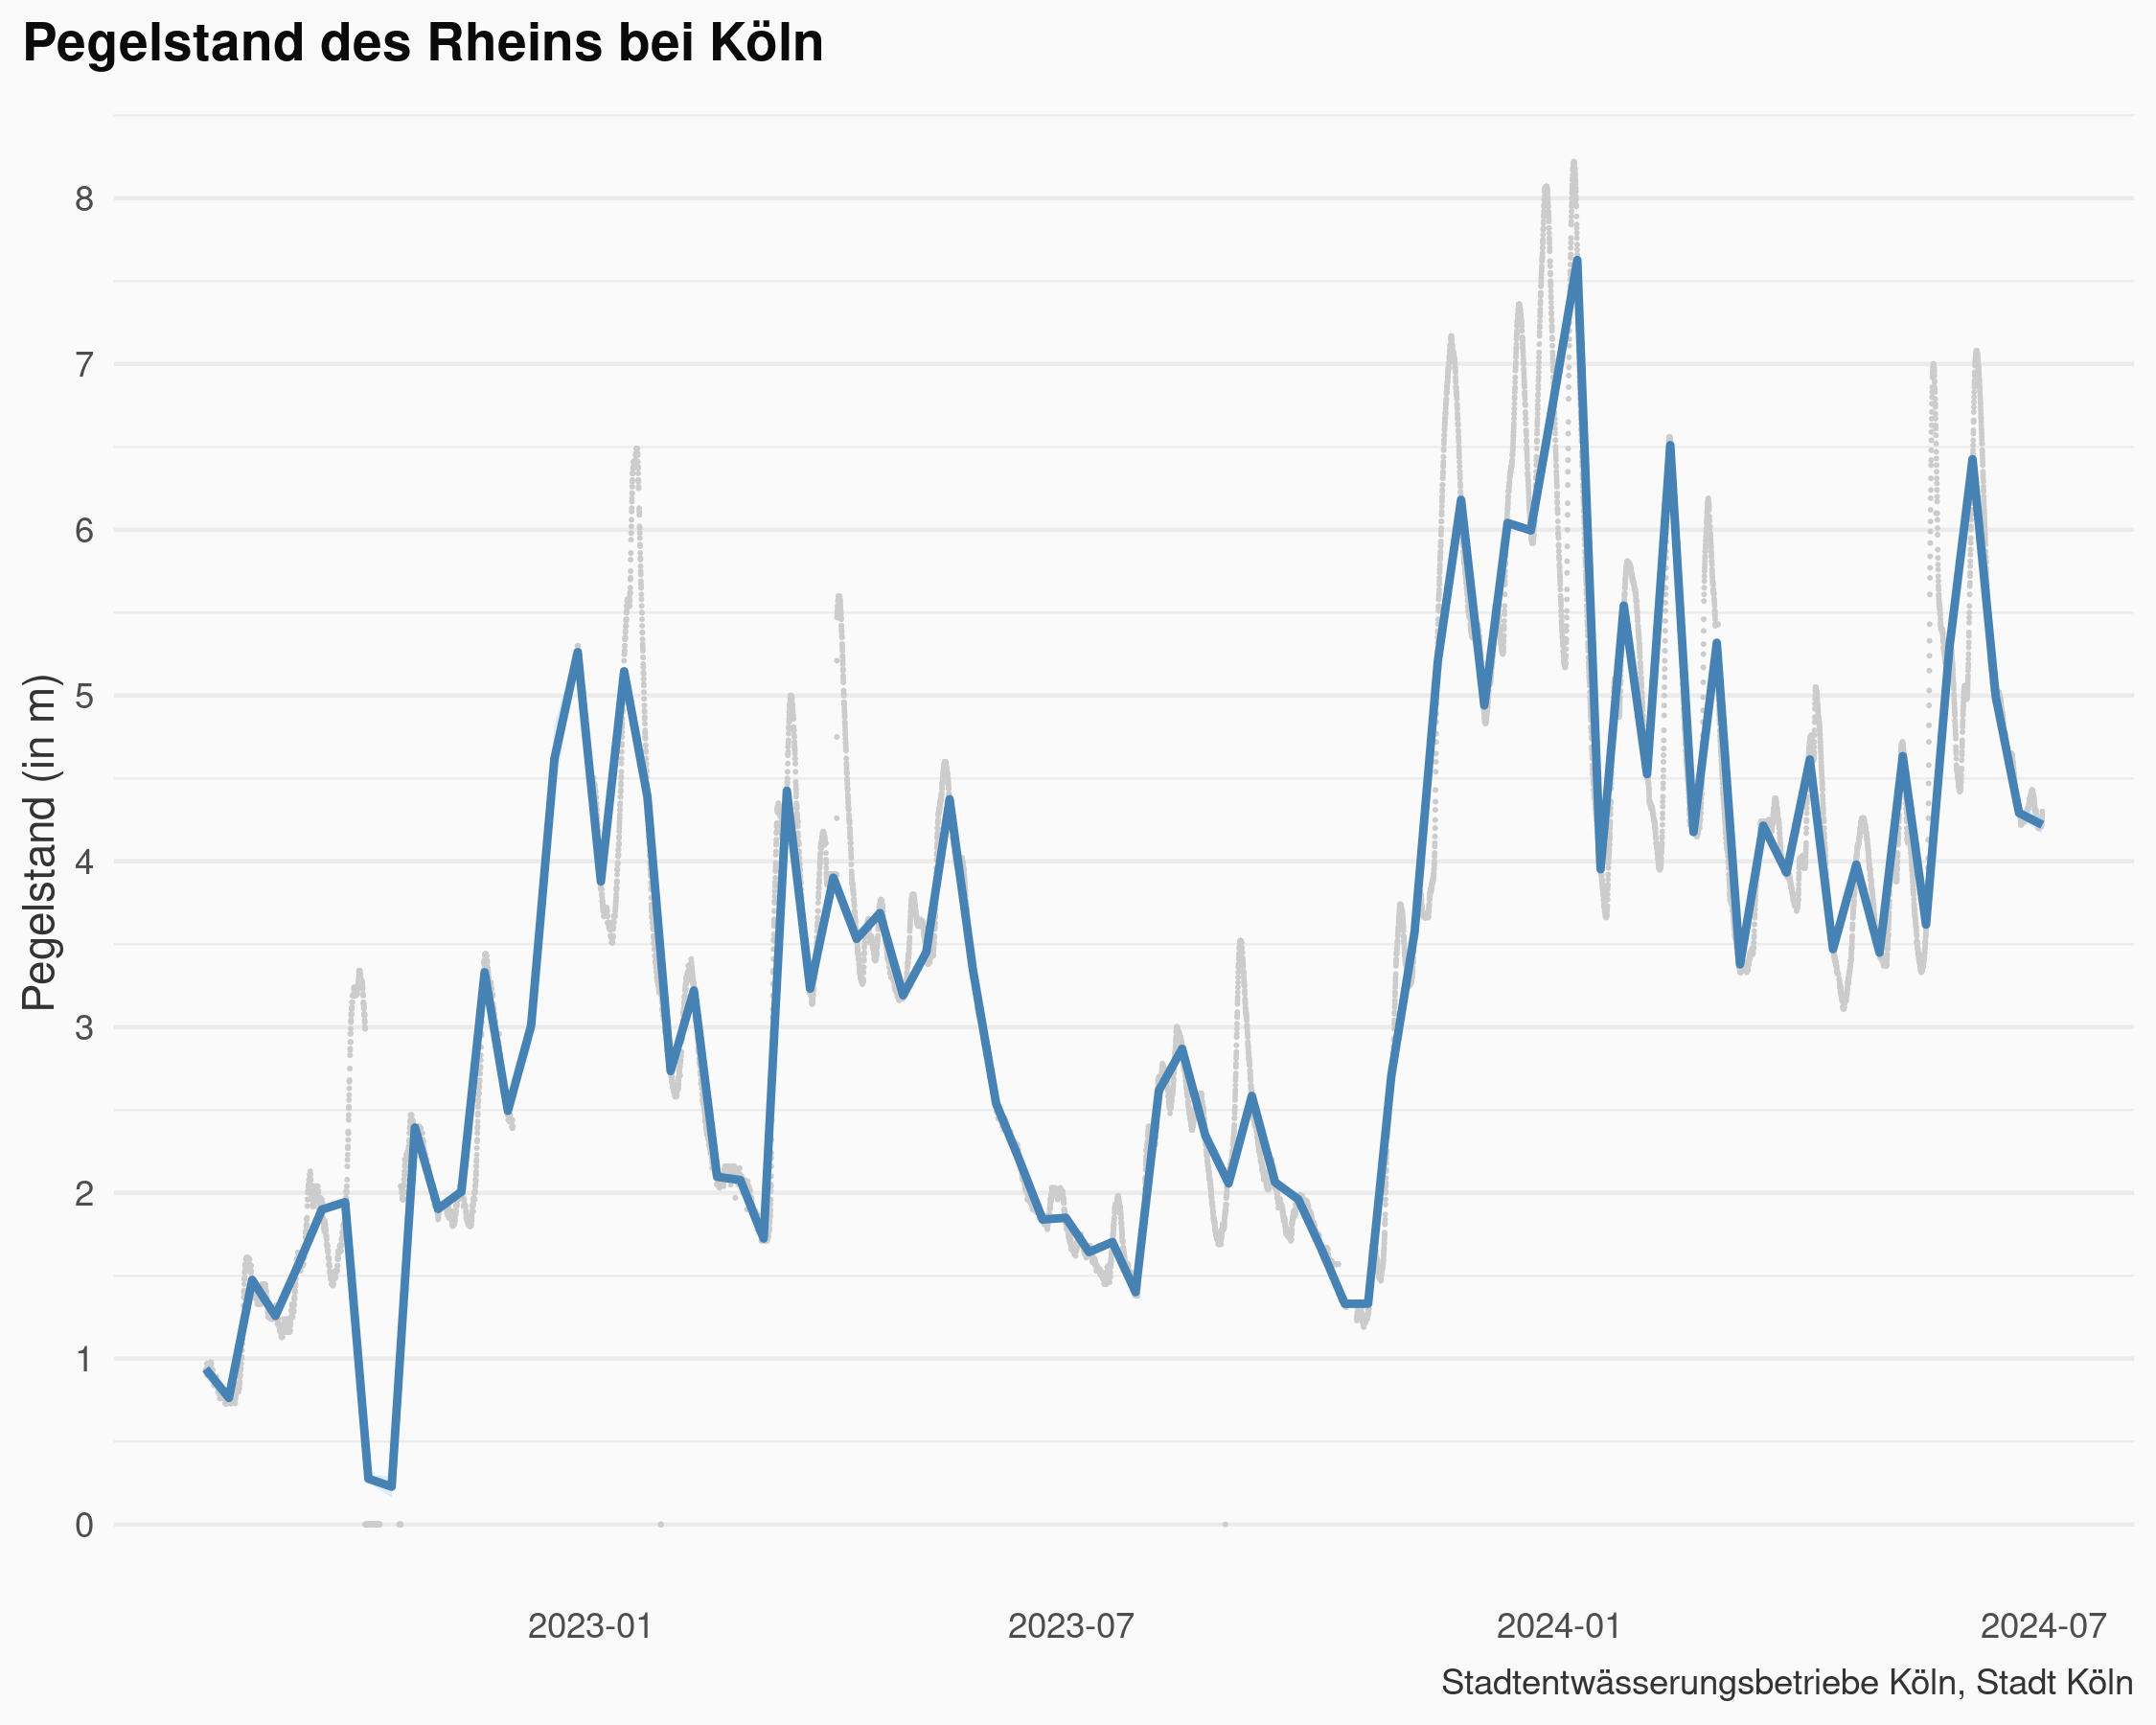 Pegelstand des Rheins bei Köln
Pegelstand (in m)
8
7
6
5
4
3
2
1
0
2023-01 2023-07 2024-01 2024-07
Stadtentwässerungsbetriebe Köln, Stadt Köln